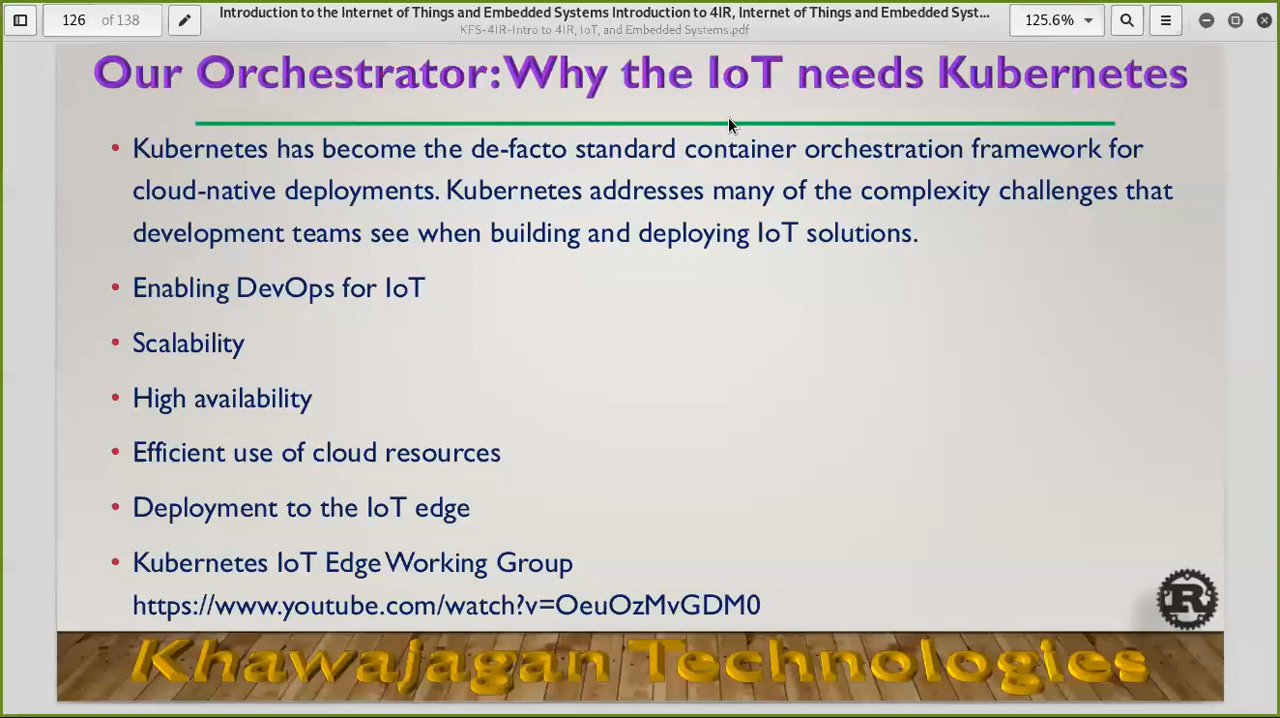 126 of 138
Introduction to the Internet of Things and Embedded Systems Introduction to 4IR, Internet of Things and Embedded Syst...
KFS-4IR-Intro to 4IR, IoT, and Embedded Systems.pdf
125.6%
Our Orchestrator: Why the IoT needs Kubernetes
• Kubernetes has become the de-facto standard container orchestration framework for
cloud-native deployments. Kubernetes addresses many of the complexity challenges that
development teams see when building and deploying IoT solutions.
• Enabling DevOps for IoT
• Scalability
• High availability
• Efficient use of cloud resources
• Deployment to the IoT edge
• Kubernetes IoT Edge Working Group
https://www.youtube.com/watch?v=OeuOzMvGDM0
R
Khawajagan Technologies